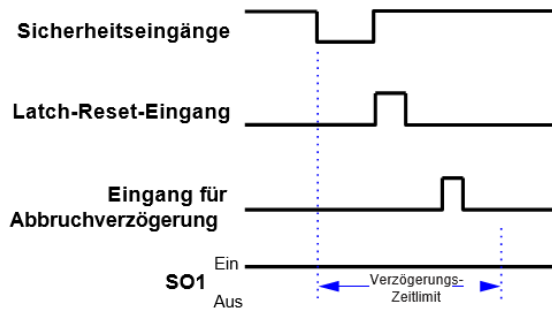 Sicherheitseingänge
Latch-Reset-Eingang
Eingang für
Abbruchverzögerung
Ein
SO1
Aus
Verzögerungs-
Zeitlimit